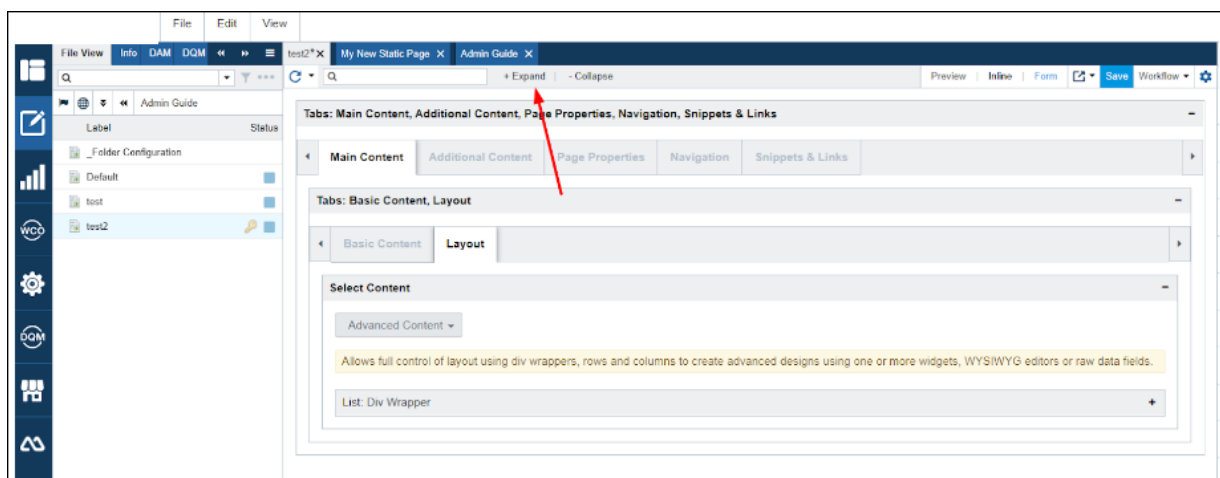 File Edit View
File View Info DAM DQM « » test2* X My New Static Page X Admin Guide X
+ Expand - Collapse Preview Inline Form Save Workflow
« Admin Guide
Tabs: Main Content, Additional Content, Page Properties, Navigation, Snippets & Links -
Label Status
_Folder Configuration
Main Content Additional Content Page Properties Navigation Snippets & Links
Default
test
Tabs: Basic Content, Layout -
test2
WCO
Basic Content Layout
Select Content -
Advanced Content
DQM
Allows full control of layout using div wrappers, rows and columns to create advanced designs using one or more widgets, WYSIWYG editors or raw data fields.
List: Div Wrapper +